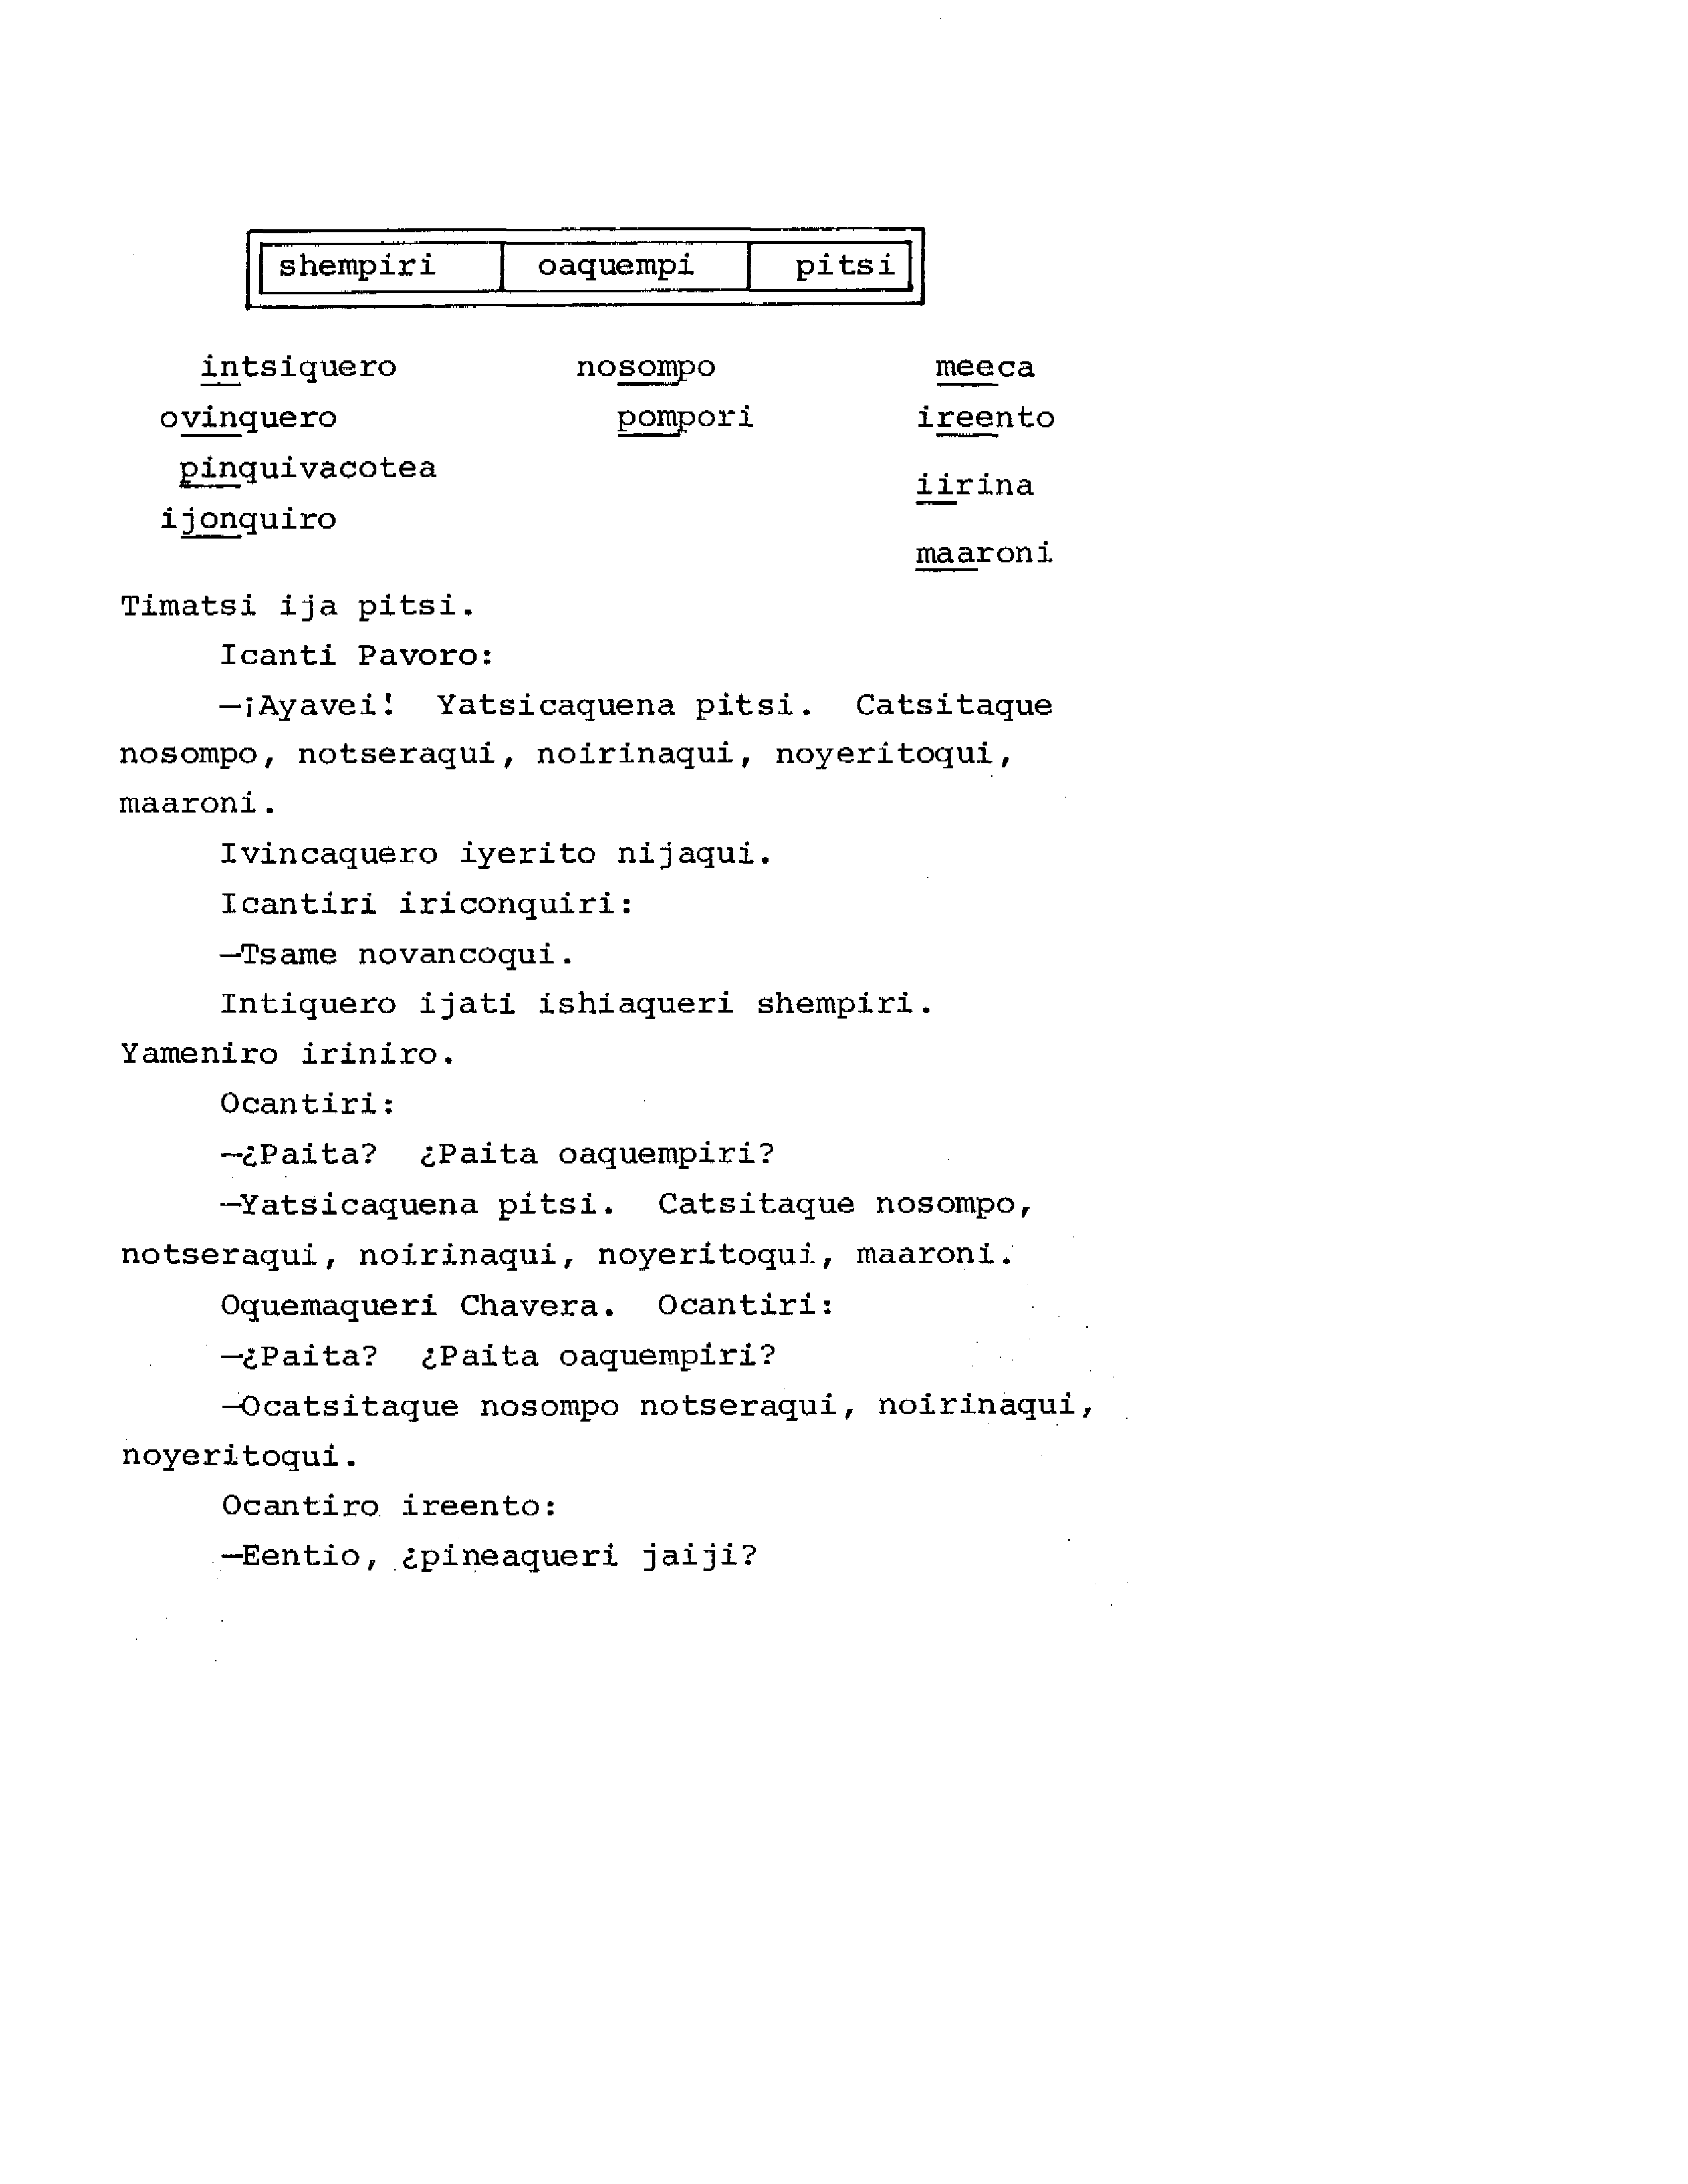 shempiri oaquempi pitsi
intsiquero nosompo meeca
ovinquero pompori ireento
pinquivacotea iirina
ijonquiro maaroni
Timatsi ija pitsi.
Icanti Pavoro:
—¡Ayavei! Yatsicaquena pitsi. Catsitaque
nosompo, notseraqui, noirinaqui, noyeritoqui,
maaroni.
Ivincaquero iyerito nijaqui.
Icantiri iriconquiri:
—Tsame novancoqui.
Intiquero ijati ishiaqueri shempiri.
Yameniro iriniro.
Ocantiri:
—¿Paita? ¿Paita oaquempiri?
—Yatsicaquena pitsi. Catsitaque nosompo,
notseraqui, noirinaqui, noyeritoqui, maaroni.
Oquemaqueri Chavera. Ocantiri:
—¿Paita? ¿Paita oaquempiri?
—Ocatsitaque nosompo notseraqui, noirinaqui,
noyeritoqui.
Ocantiro ireento:
—Eentio, ¿pineaqueri jaiji?